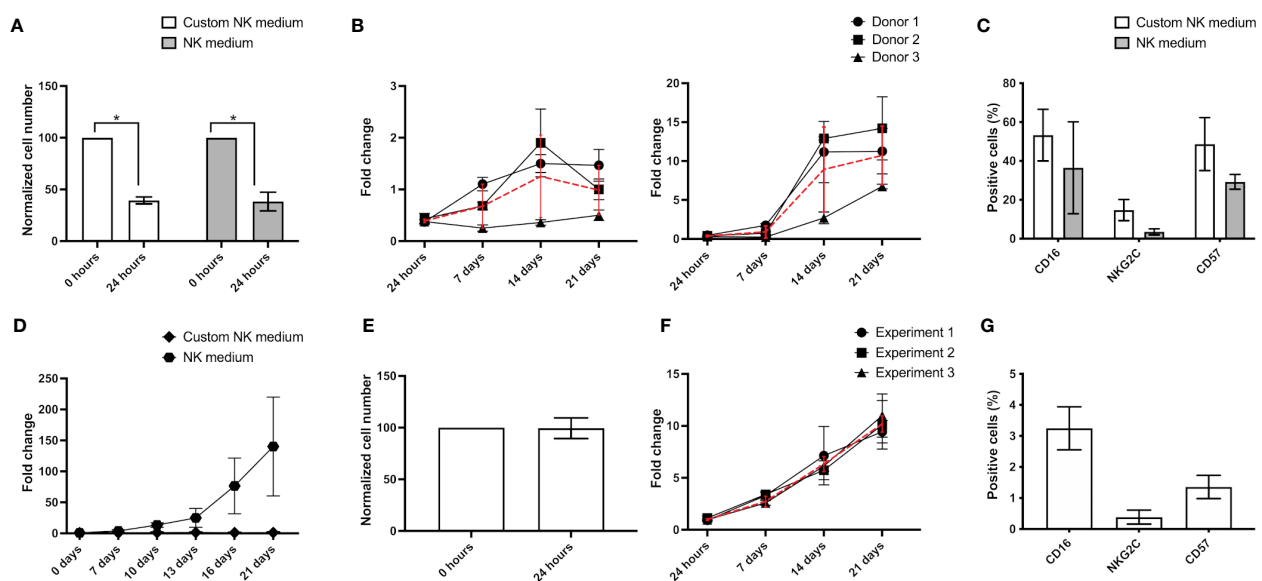 A
Custom NK medium
NK medium
Normalized cell number
150
100
50
0
*
*
0 hours
24 hours
0 hours
24 hours
B
Fold change
3
2
1
0
24 hours
7 days
14 days
21 days
Donor 1
Donor 2
Donor 3
Fold change
20
15
10
5
0
24 hours
7 days
14 days
21 days
C
Custom NK medium
NK medium
Positive cells (%)
80
60
40
20
0
CD16
NKG2C
CD57
D
Custom NK medium
NK medium
Fold change
250
200
150
100
50
0
0 days
7 days
10 days
13 days
16 days
21 days
E
Normalized cell number
150
100
50
0
0 hours
24 hours
F
Experiment 1
Experiment 2
Experiment 3
Fold change
15
10
5
0
24 hours
7 days
14 days
21 days
G
Positive cells (%)
5
4
3
2
1
0
CD16
NKG2C
CD57